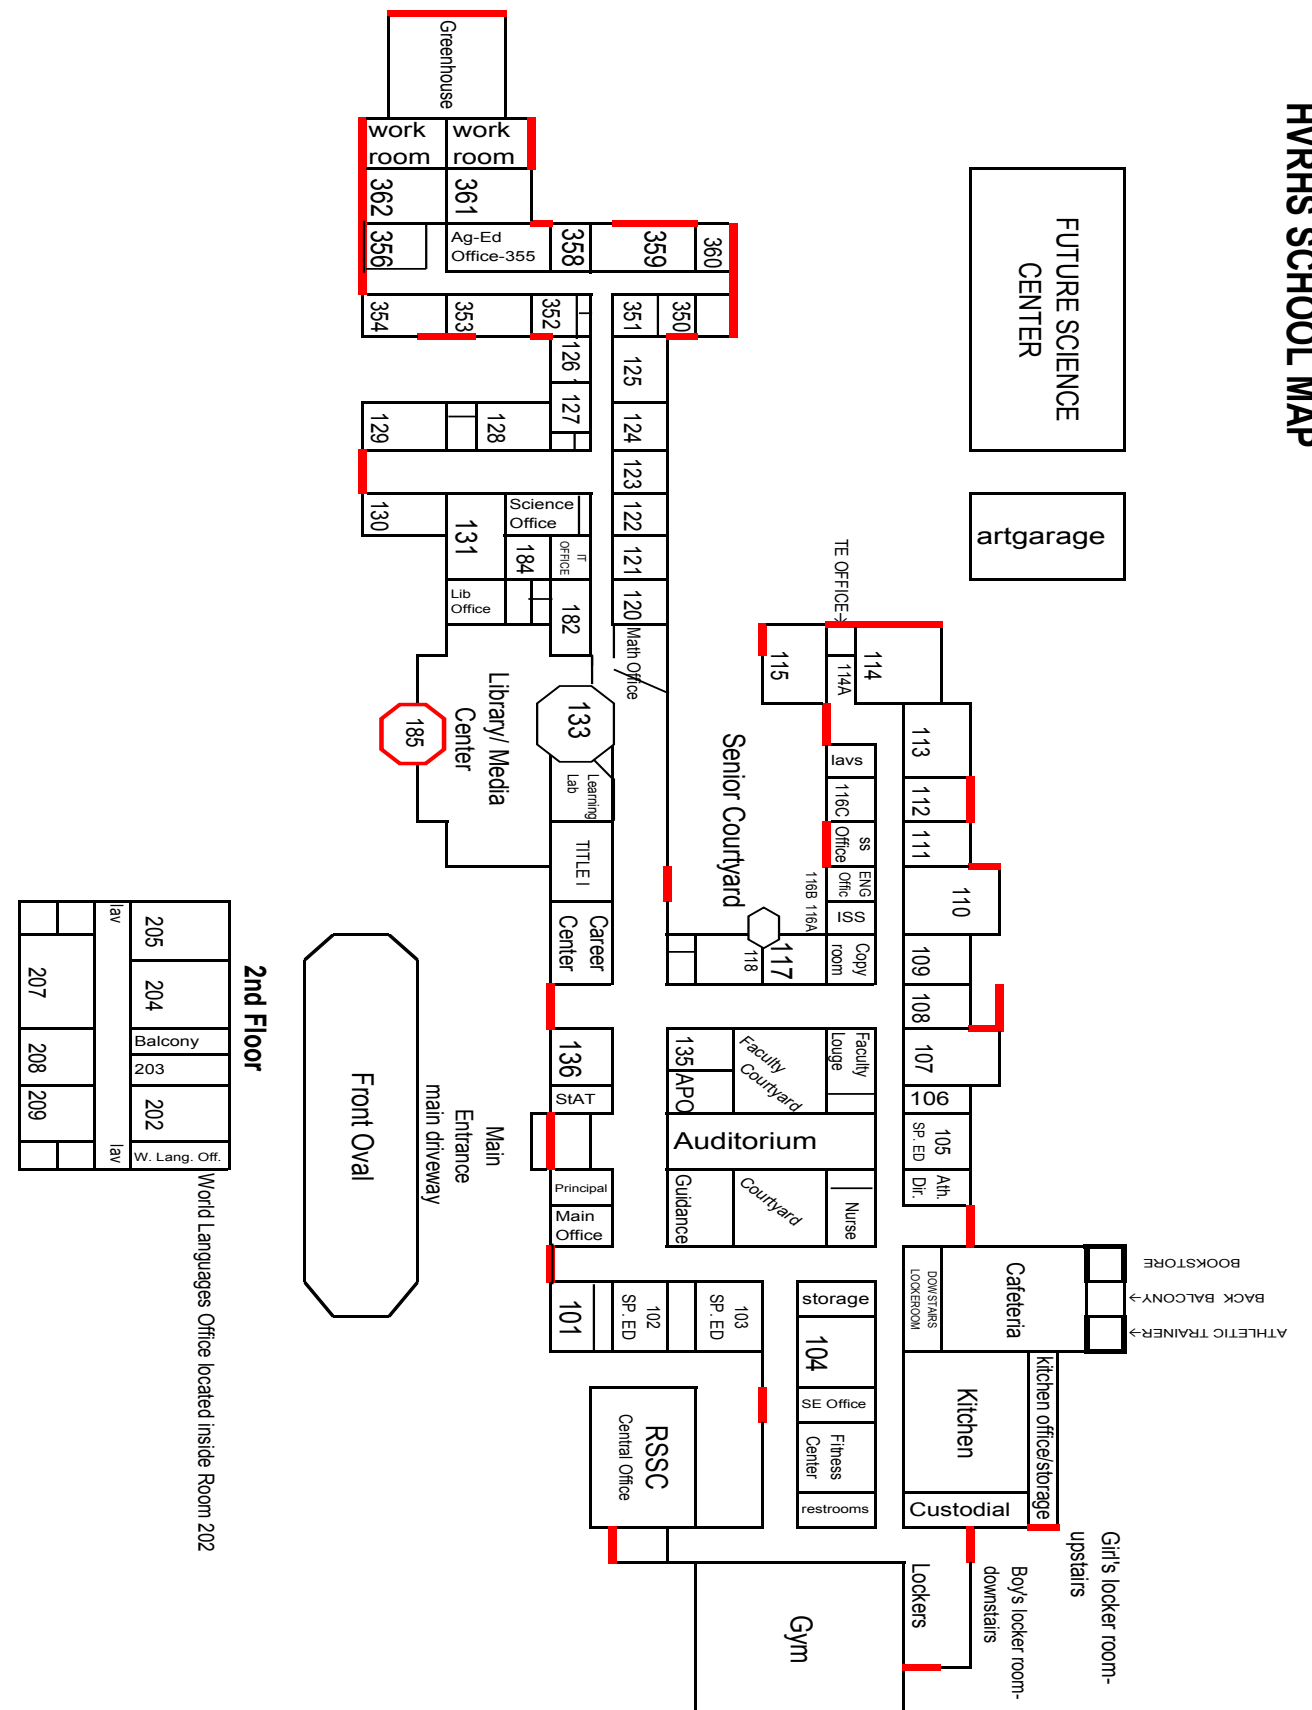 HVRHS SCHOOL MAP
Greenhouse
work
room
work
room
362
361
356
Ag-Ed
Office-355
358
359
360
354
353
352
351
350
126
125
127
124
129
128
123
130
131
Science
Office
122
184
IT
OFFICE
121
Lib
Office
182
120
Math Office
FUTURE SCIENCE
CENTER
artgarage
TE OFFICE→
115
114A
114
185
Library/ Media
Center
133
Learning
Lab
Senior Courtyard
lavs
113
116C
112
TITLE I
ss
Office
111
ENG
Offic
116B
116A
ISS
110
Career
Center
118
117
Copy
room
109
108
136
StAT
135
APO
Faculty
Courtyard
Faculty
Louge
107
106
Auditorium
105
SP. ED
Principal
Main
Office
Guidance
Courtyard
Nurse
Ath.
Dir.
Main
Entrance
main driveway
Front Oval
101
102
SP. ED
103
SP. ED
storage
104
SE Office
Fitness
Center
restrooms
DOWSTAIRS
LOCKEROOM
Cafeteria
BOOKSTORE
BACK BALCONY→
ATHLETIC TRAINER→
Kitchen
kitchen office/storage
Custodial
RSSC
Central Office
Lockers
Gym
Girl's locker room-
upstairs
Boy's locker room-
downstairs
2nd Floor
lav
205
207
204
Balcony
203
208
202
209
lav
W. Lang. Off.
World Languages Office located inside Room 202